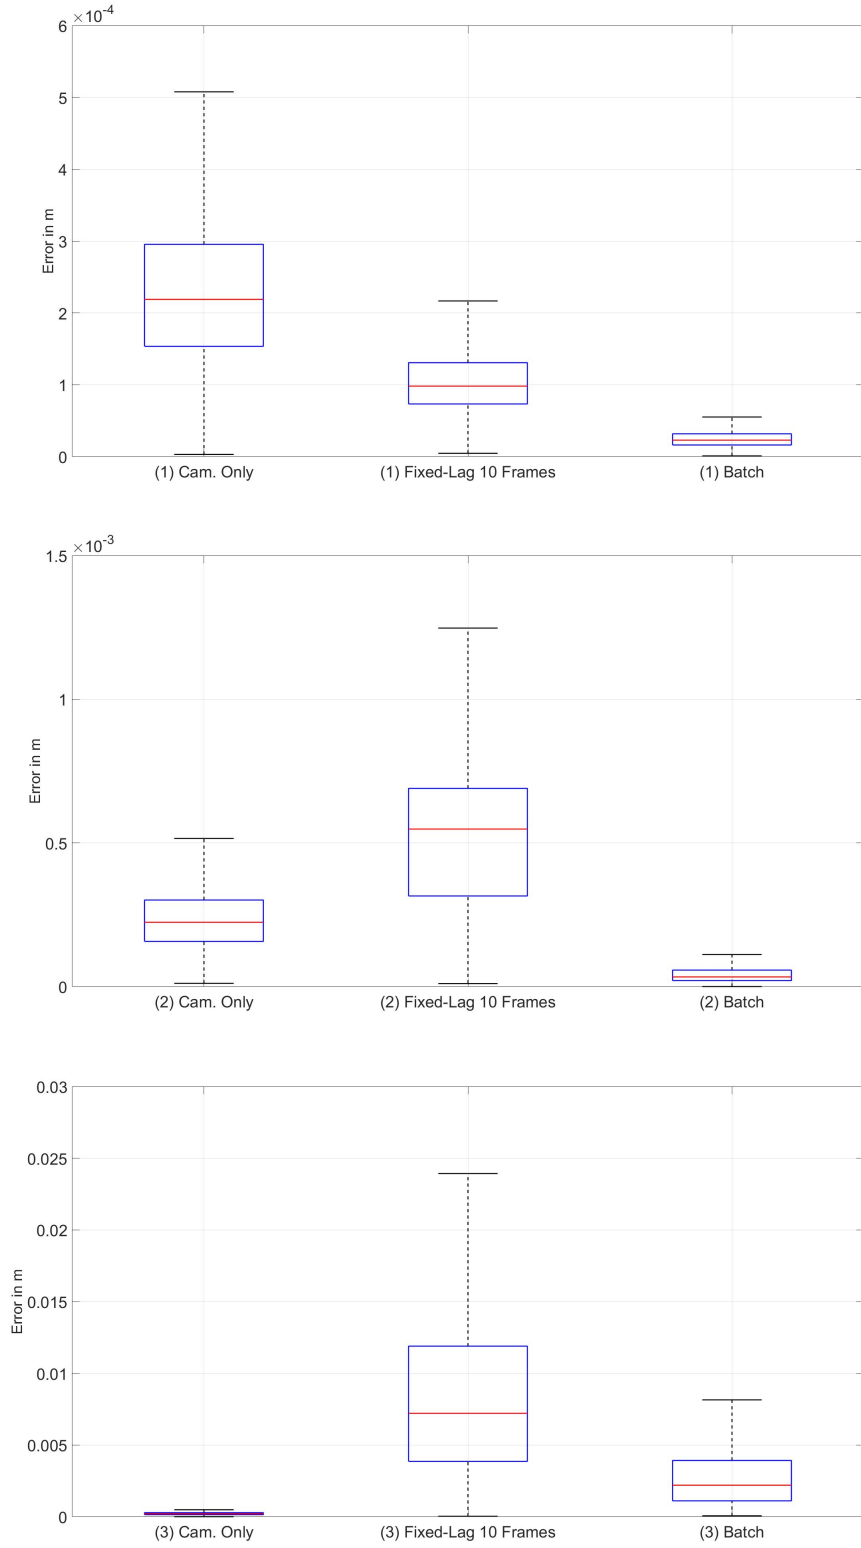 ×10-4
6
5
4
3
2
1
0
Error in m
(1) Cam. Only
(1) Fixed-Lag 10 Frames
(1) Batch
×10-3
1.5
1
0.5
0
Error in m
(2) Cam. Only
(2) Fixed-Lag 10 Frames
(2) Batch
0.03
0.025
0.02
0.015
0.01
0.005
0
Error in m
(3) Cam. Only
(3) Fixed-Lag 10 Frames
(3) Batch